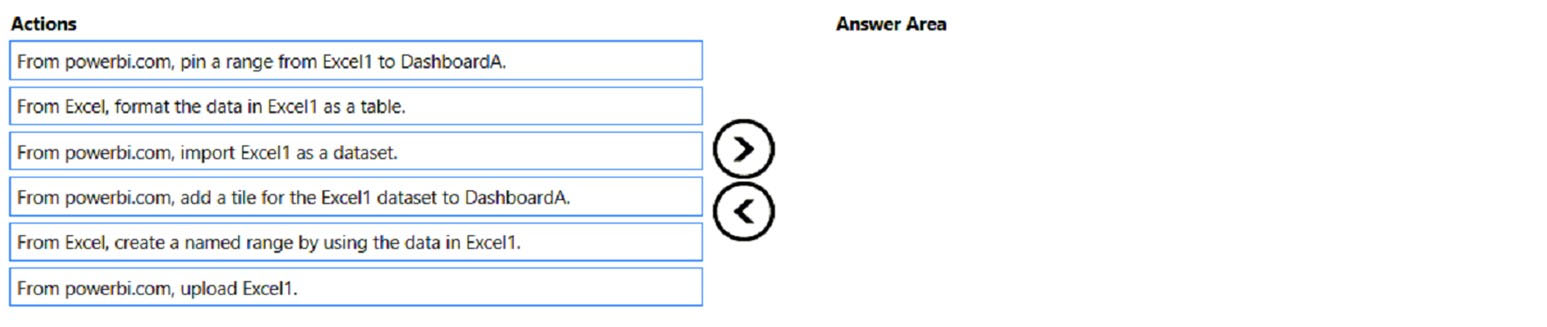 Actions
Answer Area
From powerbi.com, pin a range from Excel1 to DashboardA.
From Excel, format the data in Excel1 as a table.
From powerbi.com, import Excel1 as a dataset.
From powerbi.com, add a tile for the Excel1 dataset to DashboardA.
From Excel, create a named range by using the data in Excel1.
From powerbi.com, upload Excel1.